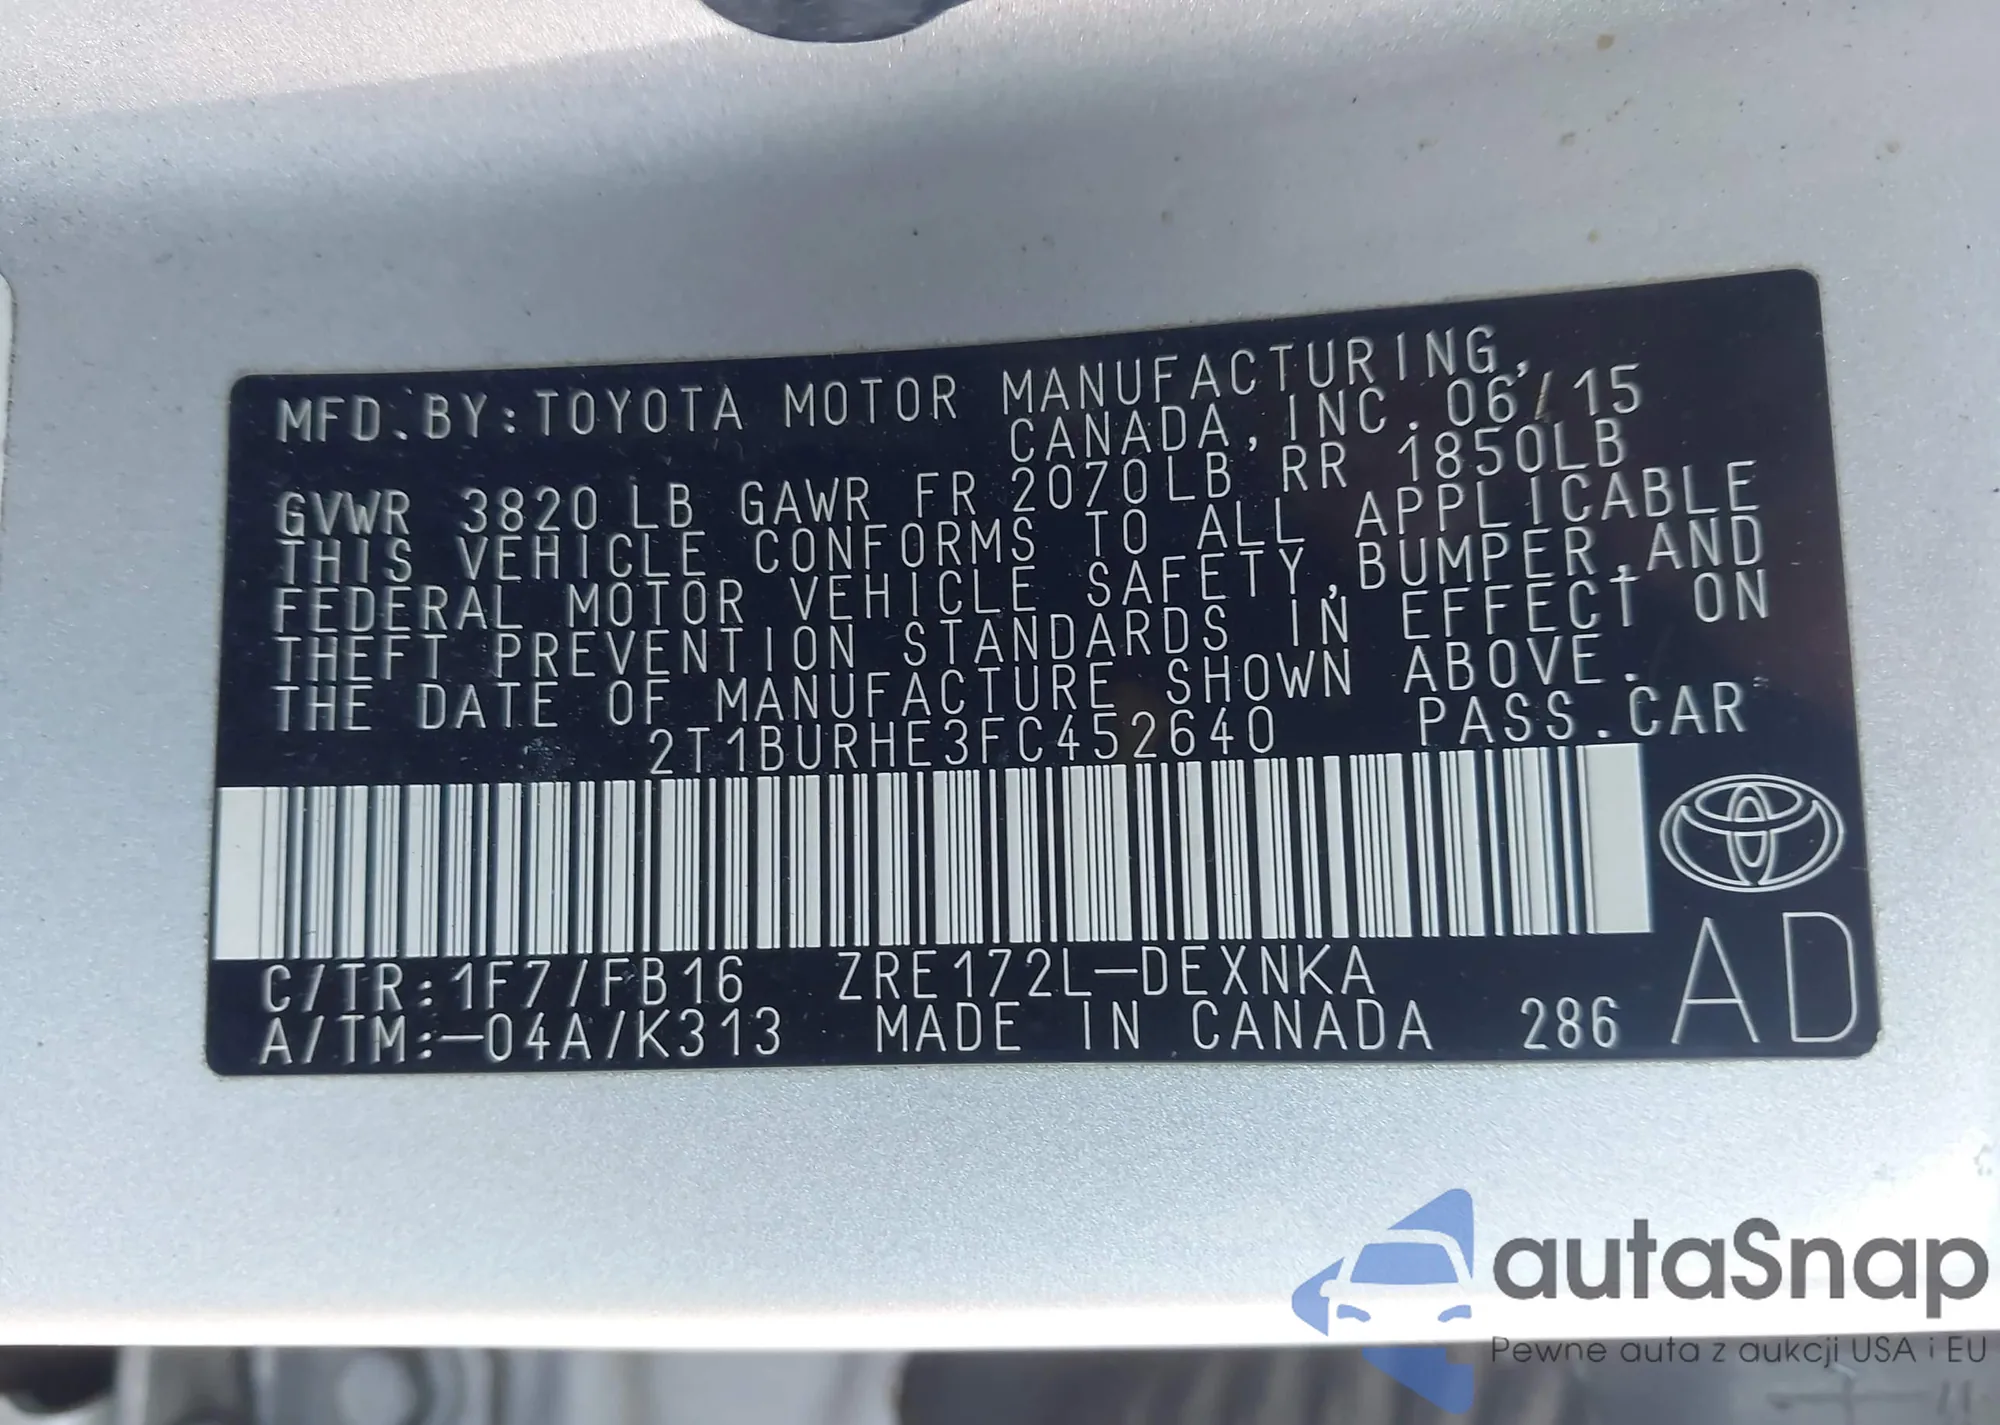 MFD.BY:TOYOTA MOTOR MANUFACTURING,
CANADA,INC.06/15
GVWR 3820LB GAWR FR 2070LB RR 1850LB
THIS VEHICLE CONFORMS TO ALL APPLICABLE
FEDERAL MOTOR VEHICLE SAFETY,BUMPER,AND
THEFT PREVENTION STANDARDS IN EFFECT ON
THE DATE OF MANUFACTURE SHOWN ABOVE.
2T1BURHE3FC452640 PASS.CAR
C/TR:1F7/FB16 ZRE172L-DEXNKA
A/TM:-04A/K313 MADE IN CANADA 286
AD
autaSnap
Pewne auta z aukcji USA i EU